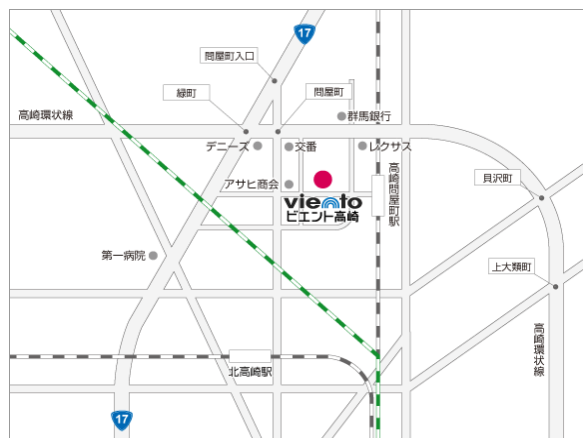 17
問屋町入口
緑町
問屋町
高崎環状線
群馬銀行
デニーズ
交番
レクサス
アサヒ商会
viento
ビエント高崎
高崎問屋町駅
貝沢町
第一病院
上大類町
高崎環状線
北高崎駅
17